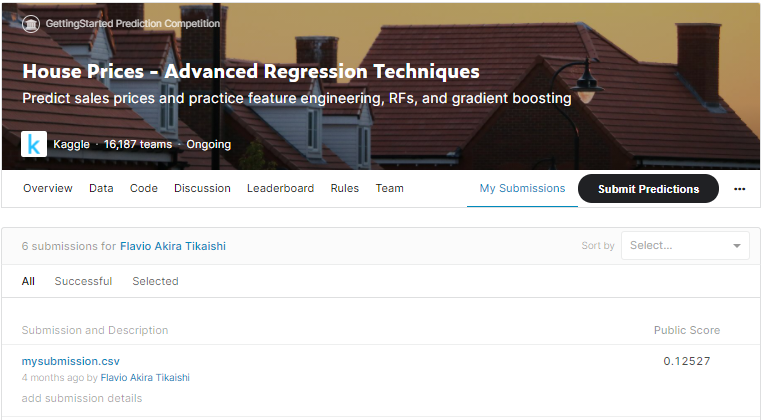 GettingStarted Prediction Competition
House Prices - Advanced Regression Techniques
Predict sales prices and practice feature engineering, RFs, and gradient boosting
k
Kaggle · 16,187 teams · Ongoing
Overview Data Code Discussion Leaderboard Rules Team My Submissions Submit Predictions ...
6 submissions for Flavio Akira Tikaishi Sort by Select...
All Successful Selected
Submission and Description Public Score
mysubmission.csv 0.12527
4 months ago by Flavio Akira Tikaishi
add submission details